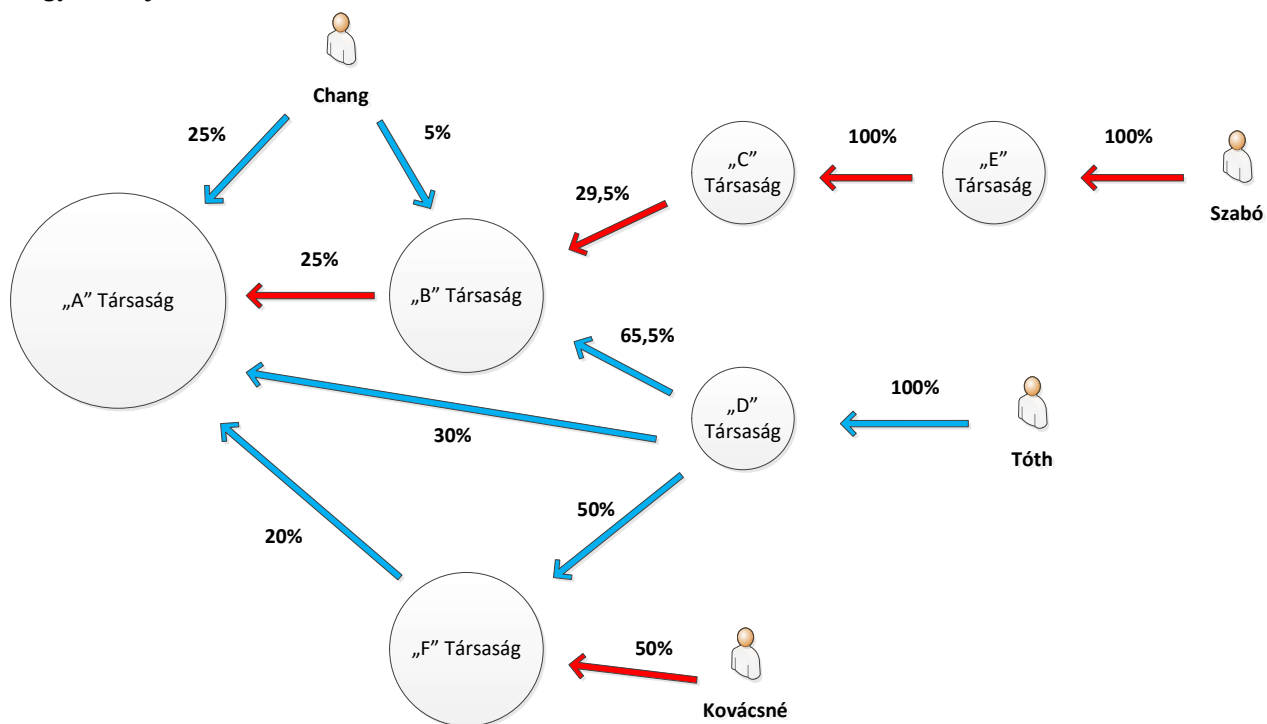 Chang
25%
5%
„C”
Társaság
100%
„E”
Társaság
100%
Szabó
29,5%
„A” Társaság
25%
„B” Társaság
65,5%
„D”
Társaság
100%
Tóth
30%
50%
20%
„F” Társaság
50%
Kovácsné